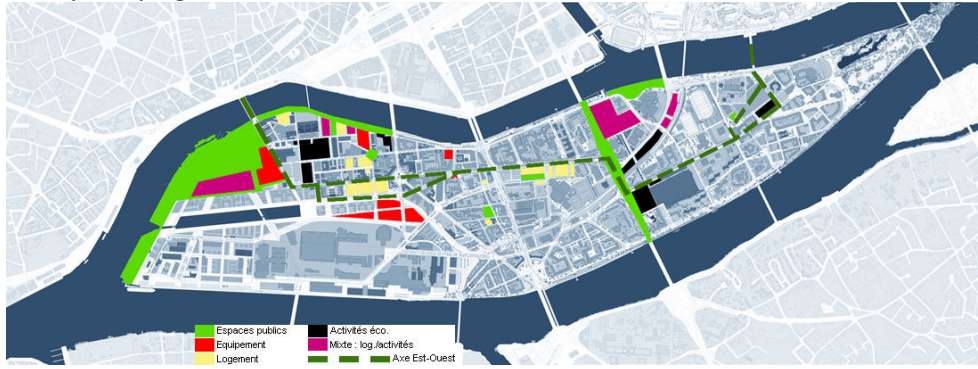 Espaces publics
Equipement
Logement
Activités éco.
Mixte : log./activités
Axe Est-Ouest